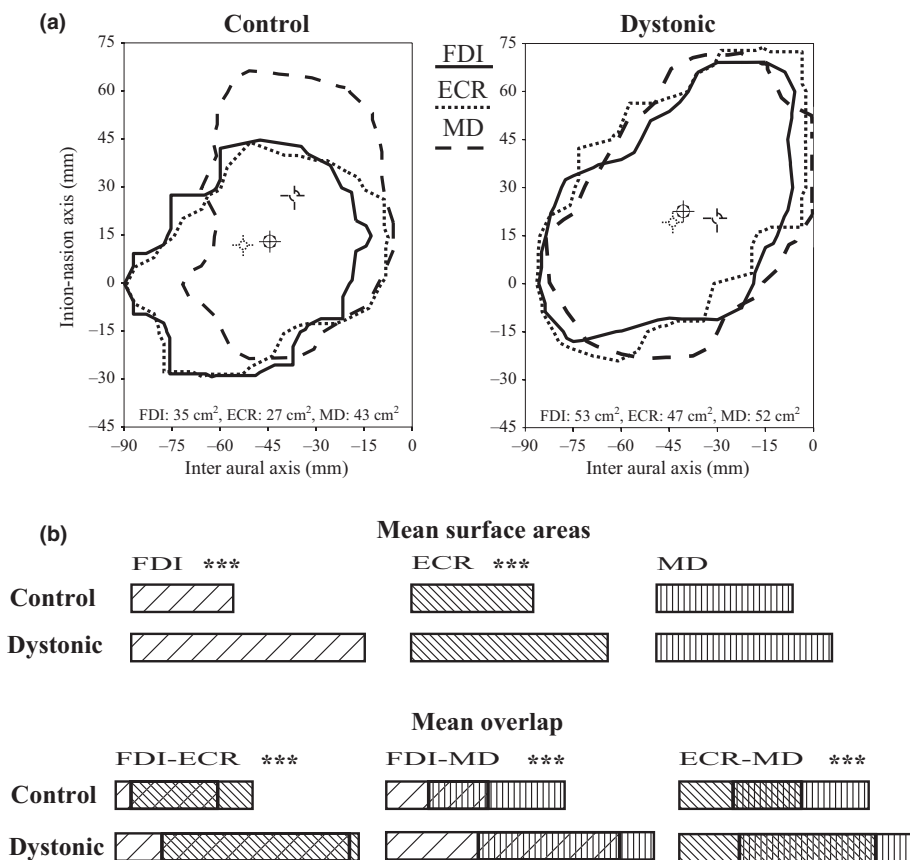 (a)
Control
Dystonic
75
60
45
30
15
0
–15
–30
–45
Inion-nasion axis (mm)
–90 –75 –60 –45 –30 –15 0
Inter aural axis (mm)
FDI: 35 cm², ECR: 27 cm², MD: 43 cm²
FDI
ECR
MD
75
60
45
30
15
0
–15
–30
–45
FDI: 53 cm², ECR: 47 cm², MD: 52 cm²
–90 –75 –60 –45 –30 –15 0
Inter aural axis (mm)
(b)
Mean surface areas
FDI *** ECR *** MD
Control
Dystonic
Mean overlap
FDI-ECR *** FDI-MD *** ECR-MD ***
Control
Dystonic